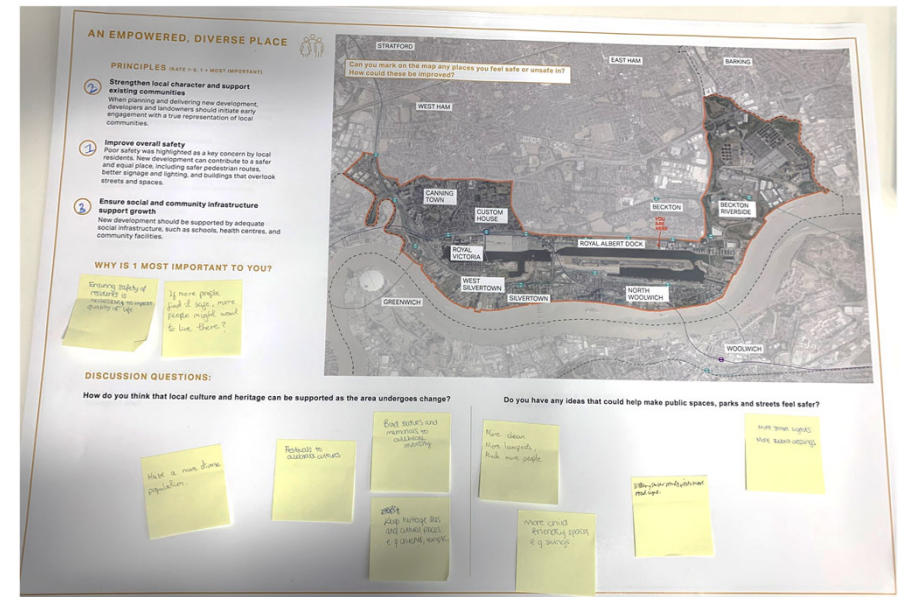 AN EMPOWERED, DIVERSE PLACE
PRINCIPLES (RATE 1-3, 1 = MOST IMPORTANT)
2
Strengthen local character and support
existing communities
When planning and delivering new development,
developers and landowners should initiate early
engagement with a true representation of local
communities.
1
Improve overall safety
Poor safety was highlighted as a key concern by local
residents. New development can contribute to a safer
and equal place, including safer pedestrian routes,
better signage and lighting, and buildings that overlook
streets and spaces.
3
Ensure social and community infrastructure
support growth
New development should be supported by adequate
social infrastructure, such as schools, health centres, and
community facilities.
WHY IS 1 MOST IMPORTANT TO YOU?
Ensuring safety of
residents is
necessary to
quality of life
If more people
find it safe, more
people might want
to live there?
Can you mark on the map any places you feel safe or unsafe in?
How could these be improved?
STRATFORD
EAST HAM
BARKING
WEST HAM
CANNING
TOWN
CUSTOM
HOUSE
BECKTON
YOU
ARE
HERE
BECKTON
RIVERSIDE
ROYAL ALBERT DOCK
ROYAL
VICTORIA
WEST
SILVERTOWN
SILVERTOWN
NORTH
WOOLWICH
GREENWICH
WOOLWICH
DISCUSSION QUESTIONS:
How do you think that local culture and heritage can be supported as the area undergoes change?
Have a more diverse
population.
Festivals to
celebrate cultures
Build statues and
memorials to
celebrate
diversity
Keep heritage sites
and cultural places
e.g churches, temples,
Do you have any ideas that could help make public spaces, parks and streets feel safer?
More clean
More lampposts,
more people
More child
friendly spaces
e.g swings
road signs.
More street lights
More zebra crossings